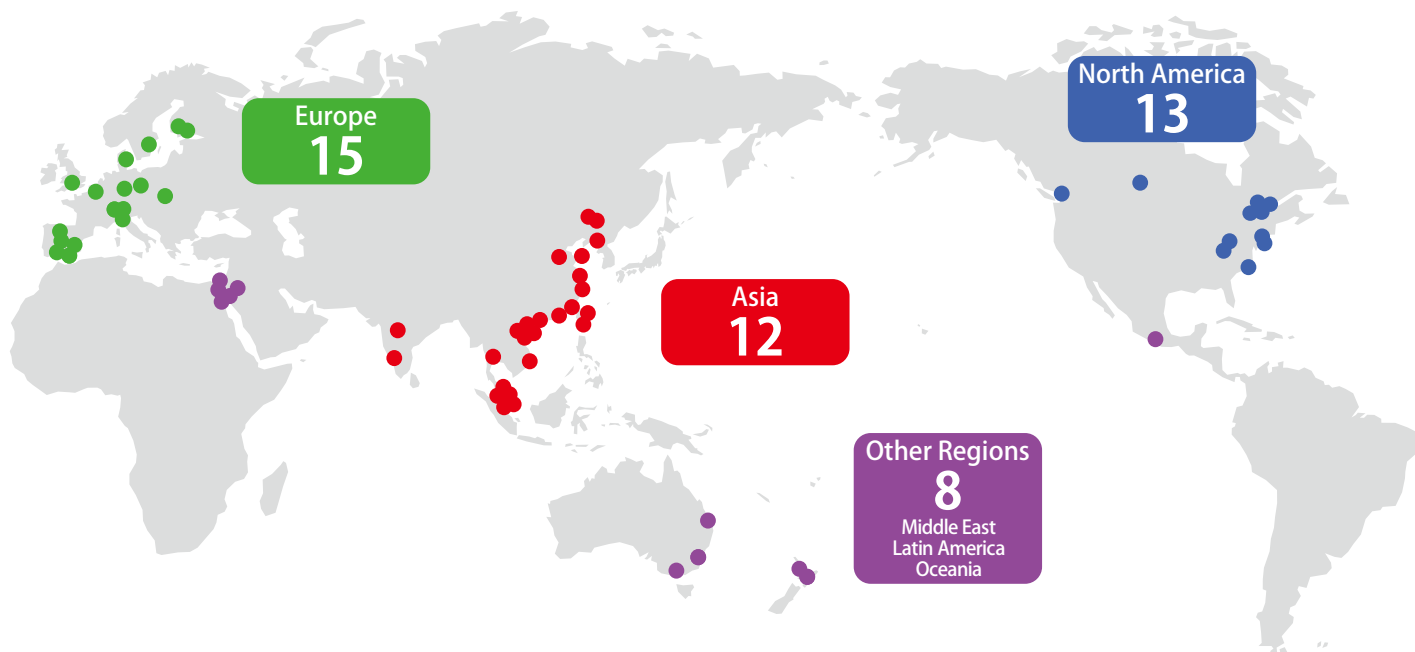 Europe
15
North America
13
Asia
12
Other Regions
8
Middle East
Latin America
Oceania